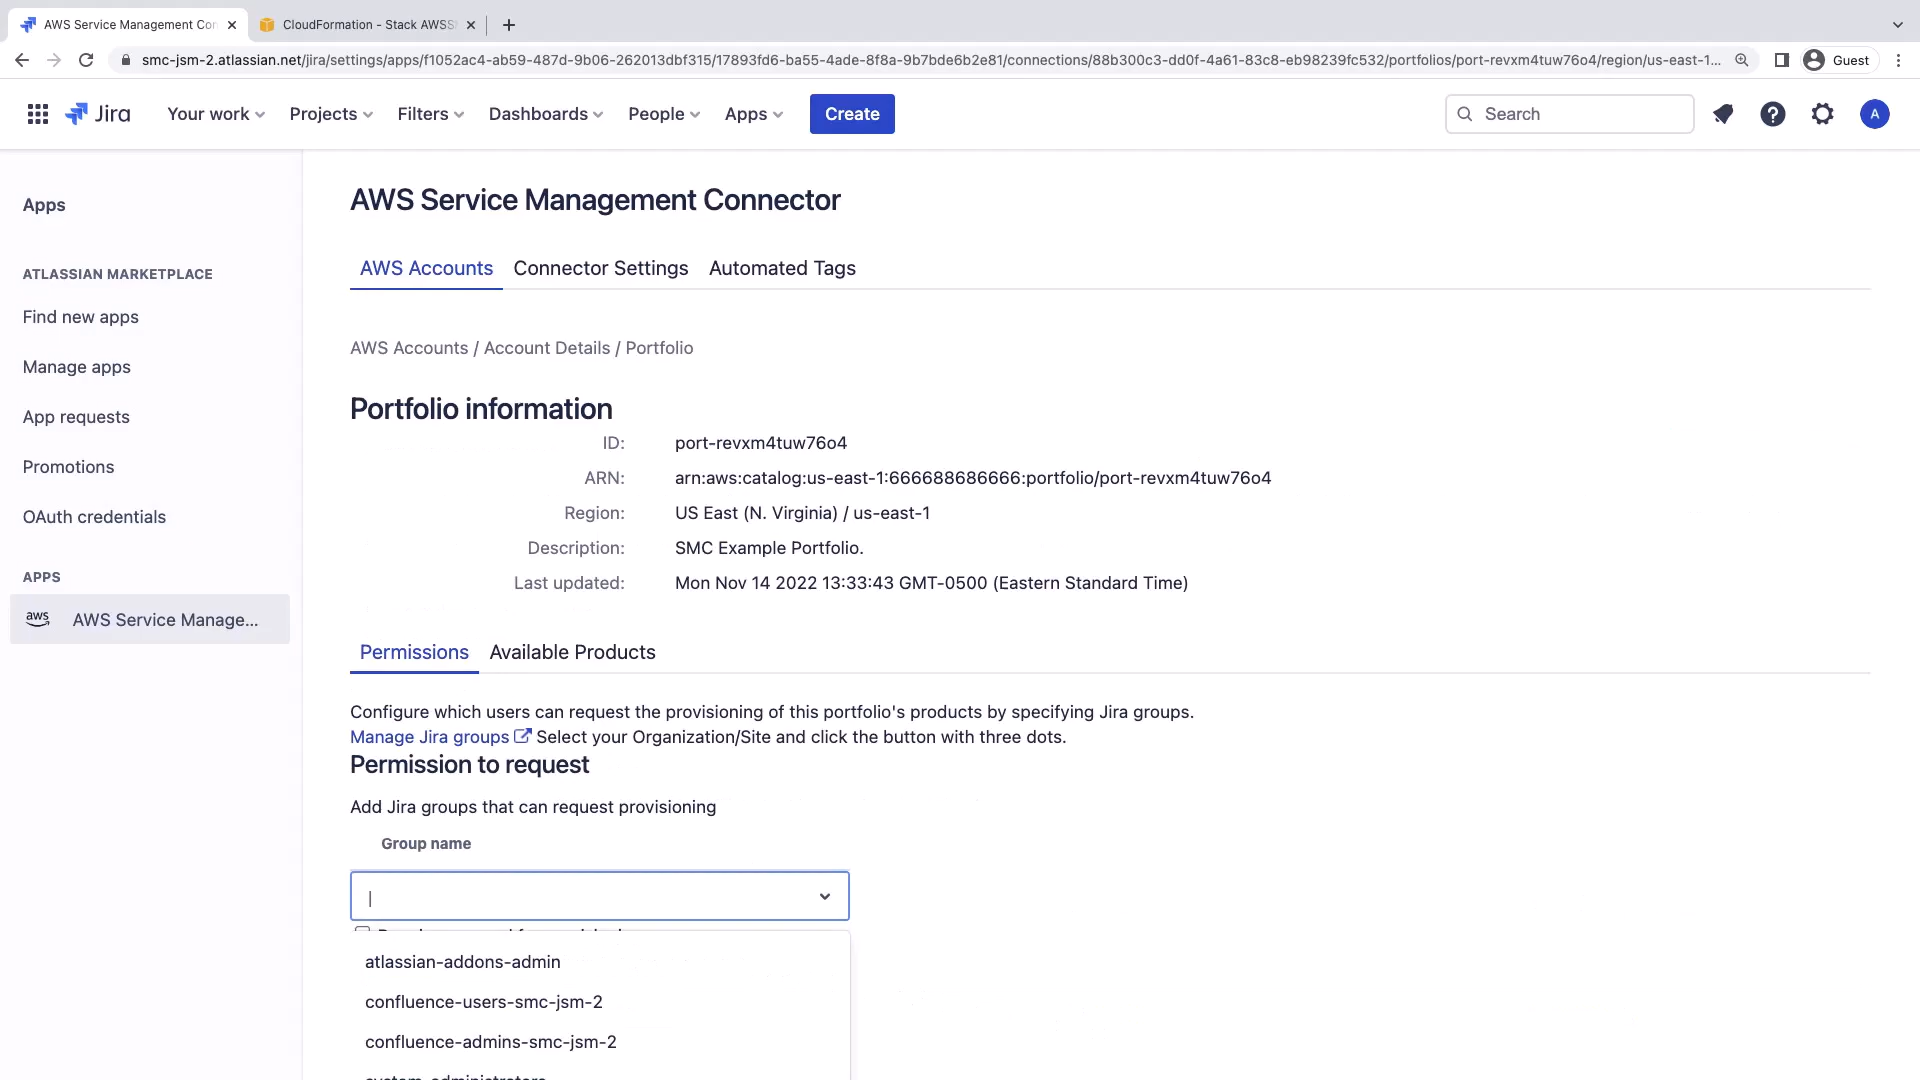 AWS Service Management Con
CloudFormation - Stack AWSS
smc-jsm-2.atlassian.net/jira/settings/apps/f1052ac4-ab59-487d-9b06-262013dbf315/17893fd6-ba55-4ade-8f8a-9b7bde6b2e81/connections/88b300c3-dd0f-4a61-83c8-eb98239fc532/portfolios/port-revxm4tuw76o4/region/us-east-1...
Guest
Jira
Your work
Projects
Filters
Dashboards
People
Apps
Create
Search
A
Apps
ATLASSIAN MARKETPLACE
Find new apps
Manage apps
App requests
Promotions
OAuth credentials
APPS
aws
AWS Service Manage...
AWS Service Management Connector
AWS Accounts
Connector Settings
Automated Tags
AWS Accounts / Account Details / Portfolio
Portfolio information
ID: port-revxm4tuw76o4
ARN: arn:aws:catalog:us-east-1:666688686666:portfolio/port-revxm4tuw76o4
Region: US East (N. Virginia) / us-east-1
Description: SMC Example Portfolio.
Last updated: Mon Nov 14 2022 13:33:43 GMT-0500 (Eastern Standard Time)
Permissions
Available Products
Configure which users can request the provisioning of this portfolio's products by specifying Jira groups.
Manage Jira groups Select your Organization/Site and click the button with three dots.
Permission to request
Add Jira groups that can request provisioning
Group name
atlassian-addons-admin
confluence-users-smc-jsm-2
confluence-admins-smc-jsm-2
system-administrators